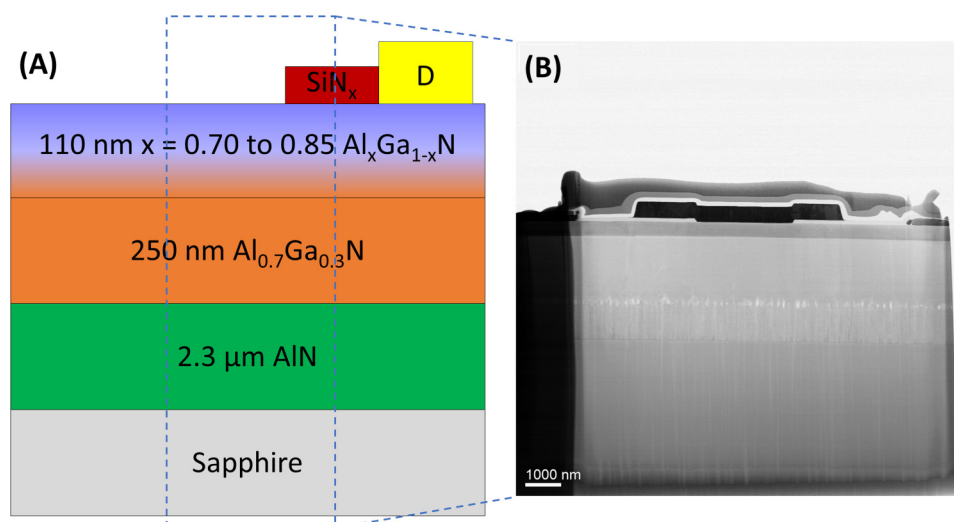 (A)
D
SiNₓ
110 nm x = 0.70 to 0.85 AlₓGa₁₋ₓN
250 nm Al₀.₇Ga₀.₃N
2.3 μm AlN
Sapphire
(B)
1000 nm